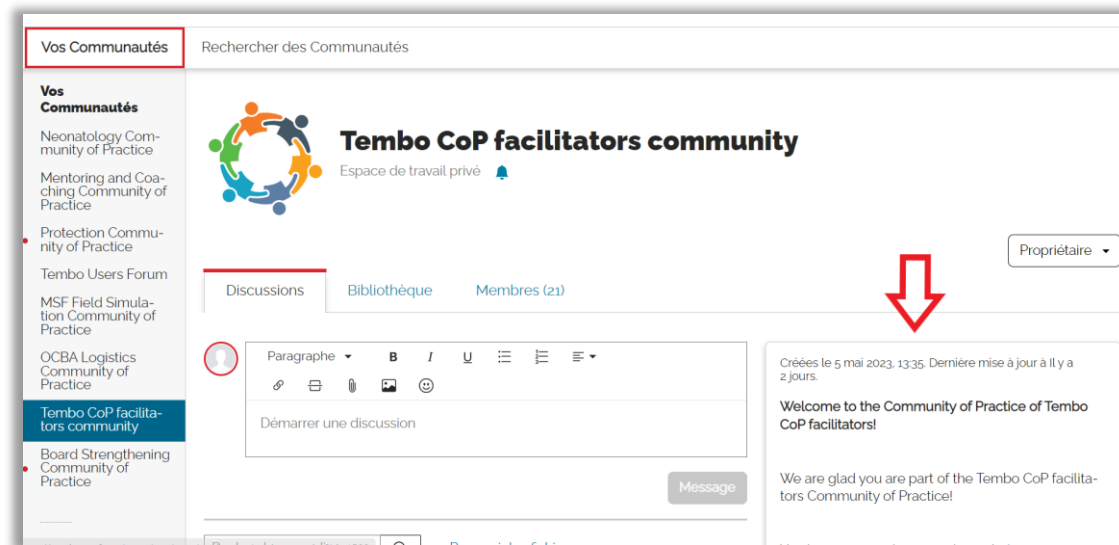 Vos Communautés
Rechercher des Communautés
Vos
Communautés
Neonatology Com-
munity of Practice
Mentoring and Coa-
ching Community of
Practice
Protection Commu-
nity of Practice
Tembo Users Forum
MSF Field Simula-
tion Community of
Practice
OCBA Logistics
Community of
Practice
Tembo CoP facilita-
tors community
Board Strengthening
Community of
Practice
Tembo CoP facilitators community
Espace de travail privé
Propriétaire
Discussions
Bibliothèque
Membres (21)
Paragraphe
B I U
Démarrer une discussion
Message
Créées le 5 mai 2023, 13:35. Dernière mise à jour à Il y a
2 jours.
Welcome to the Community of Practice of Tembo
CoP facilitators!
We are glad you are part of the Tembo CoP facilita-
tors Community of Practice!